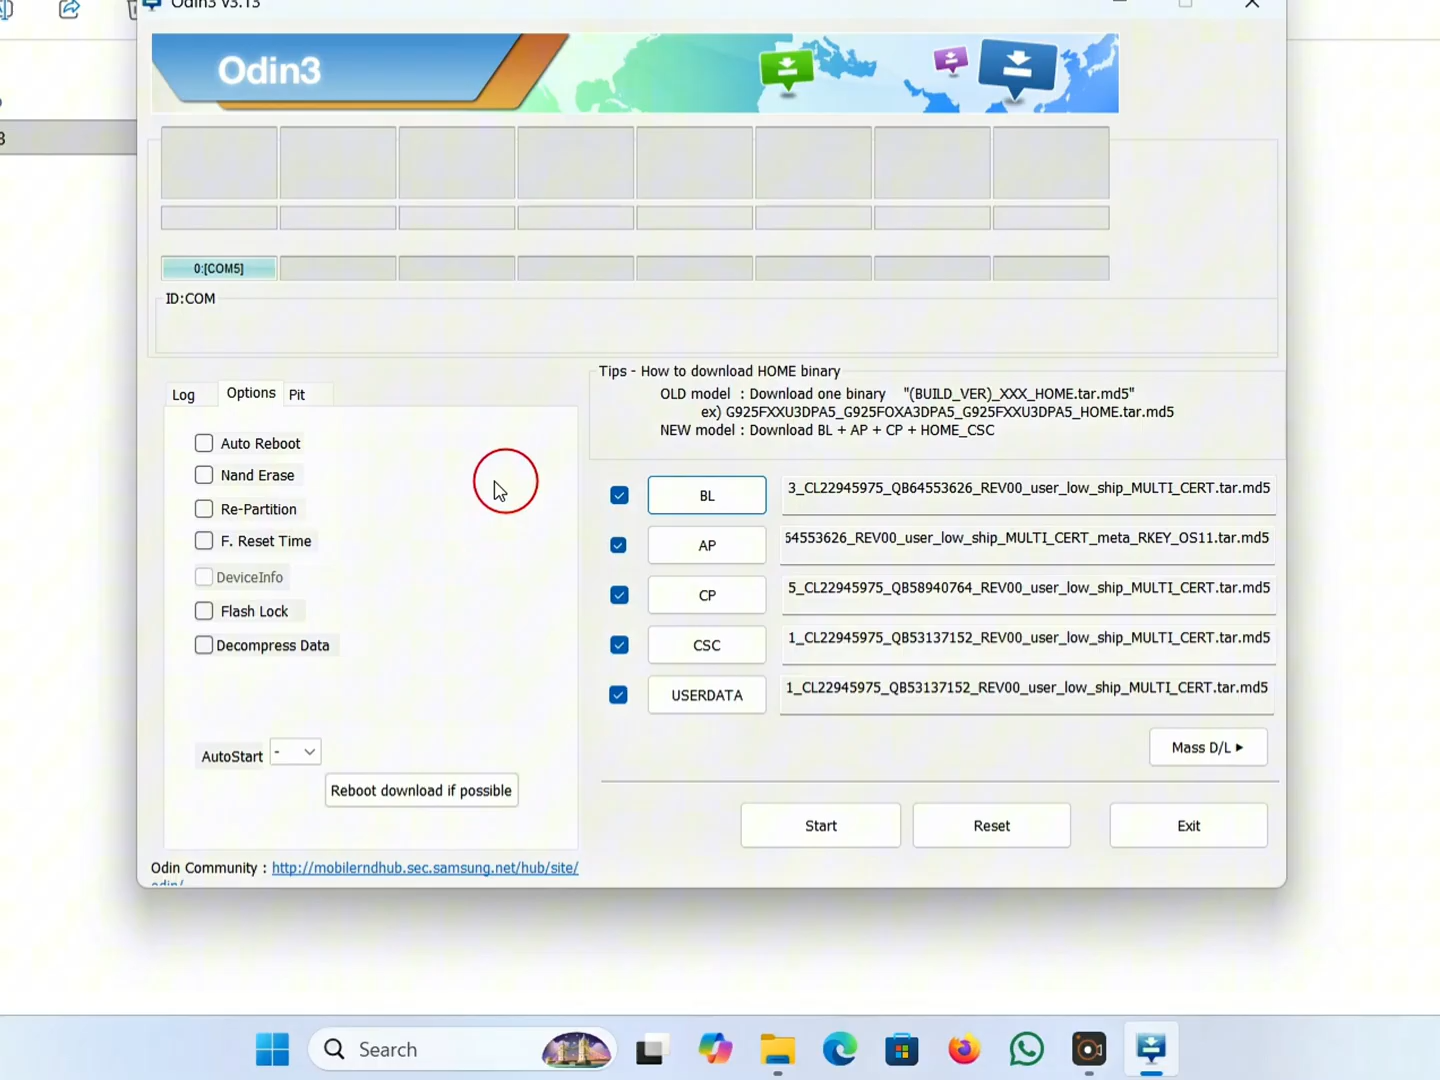 Odin3 V3.13
Odin3
0:[COM5]
ID:COM
Log Options Pit
Auto Reboot
Nand Erase
Re-Partition
F. Reset Time
DeviceInfo
Flash Lock
Decompress Data
AutoStart -
Reboot download if possible
Odin Community : http://mobilerndhub.sec.samsung.net/hub/site/
odin/
Tips - How to download HOME binary
OLD model : Download one binary "(BUILD_VER)_XXX_HOME.tar.md5"
ex) G925FXXU3DPA5_G925FOXA3DPA5_G925FXXU3DPA5_HOME.tar.md5
NEW model : Download BL + AP + CP + HOME_CSC
BL 3_CL22945975_QB64553626_REV00_user_low_ship_MULTI_CERT.tar.md5
AP 64553626_REV00_user_low_ship_MULTI_CERT_meta_RKEY_OS11.tar.md5
CP 5_CL22945975_QB58940764_REV00_user_low_ship_MULTI_CERT.tar.md5
CSC 1_CL22945975_QB53137152_REV00_user_low_ship_MULTI_CERT.tar.md5
USERDATA 1_CL22945975_QB53137152_REV00_user_low_ship_MULTI_CERT.tar.md5
Mass D/L
Start Reset Exit
Search